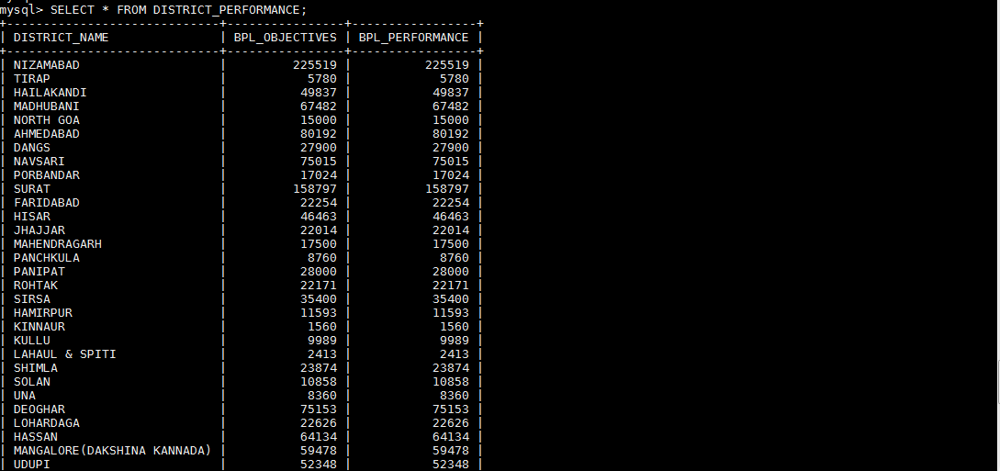 mysql> SELECT * FROM DISTRICT_PERFORMANCE;
+-----------------------------+----------------+-----------------+
| DISTRICT_NAME | BPL_OBJECTIVES | BPL_PERFORMANCE |
+-----------------------------+----------------+-----------------+
| NIZAMABAD | 225519 | 225519 |
| TIRAP | 5780 | 5780 |
| HAILAKANDI | 49837 | 49837 |
| MADHUBANI | 67482 | 67482 |
| NORTH GOA | 15000 | 15000 |
| AHMEDABAD | 80192 | 80192 |
| DANGS | 27900 | 27900 |
| NAVSARI | 75015 | 75015 |
| PORBANDAR | 17024 | 17024 |
| SURAT | 158797 | 158797 |
| FARIDABAD | 22254 | 22254 |
| HISAR | 46463 | 46463 |
| JHAJJAR | 22014 | 22014 |
| MAHENDRAGARH | 17500 | 17500 |
| PANCHKULA | 8760 | 8760 |
| PANIPAT | 28000 | 28000 |
| ROHTAK | 22171 | 22171 |
| SIRSA | 35400 | 35400 |
| HAMIRPUR | 11593 | 11593 |
| KINNAUR | 1560 | 1560 |
| KULLU | 9989 | 9989 |
| LAHAUL & SPITI | 2413 | 2413 |
| SHIMLA | 23874 | 23874 |
| SOLAN | 10858 | 10858 |
| UNA | 8360 | 8360 |
| DEOGHAR | 75153 | 75153 |
| LOHARDAGA | 22626 | 22626 |
| HASSAN | 64134 | 64134 |
| MANGALORE(DAKSHINA KANNADA) | 59478 | 59478 |
| UDUPI | 52348 | 52348 |